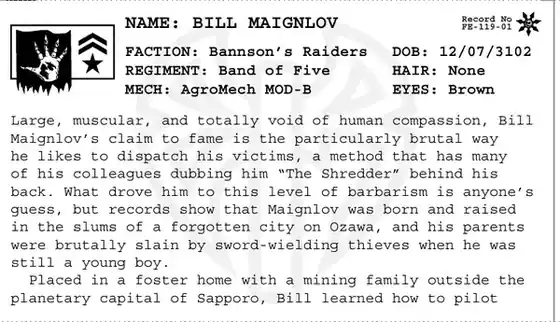 NAME: BILL MAIGNLOV
Record No
FE-119-01
FACTION: Bannson’s Raiders DOB: 12/07/3102
REGIMENT: Band of Five HAIR: None
MECH: AgroMech MOD-B EYES: Brown
Large, muscular, and totally void of human compassion, Bill
Maignlov’s claim to fame is the particularly brutal way
he likes to dispatch his victims, a method that has many
of his colleagues dubbing him “The Shredder” behind his
back. What drove him to this level of barbarism is anyone’s
guess, but records show that Maignlov was born and raised
in the slums of a forgotten city on Ozawa, and his parents
were brutally slain by sword-wielding thieves when he was
still a young boy.
Placed in a foster home with a mining family outside the
planetary capital of Sapporo, Bill learned how to pilot